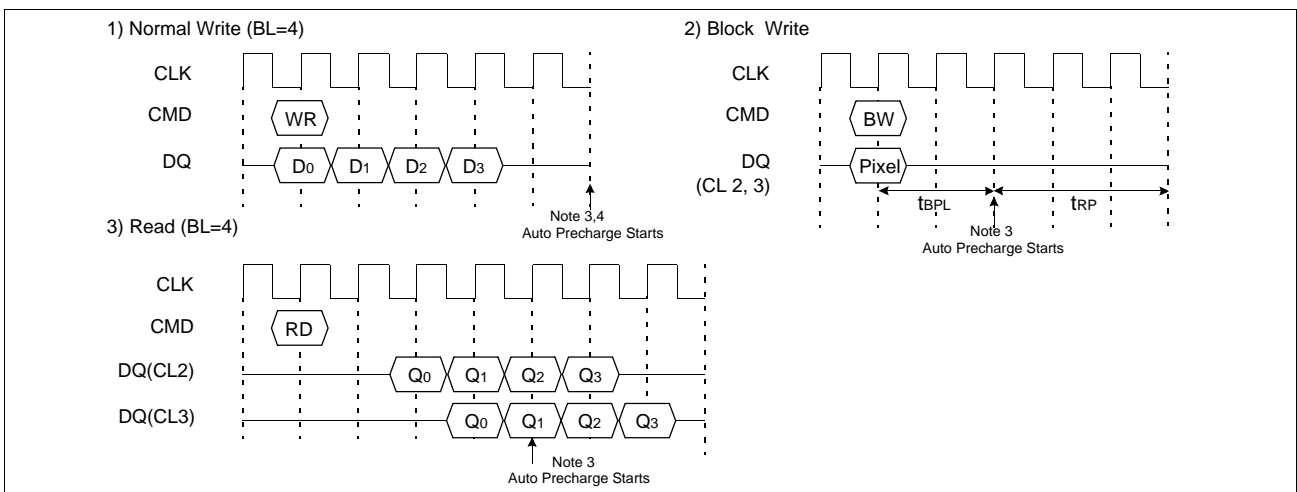 1) Normal Write (BL=4)
CLK
CMD
WR
DQ
D0 D1 D2 D3
Note 3,4
Auto Precharge Starts
2) Block Write
CLK
CMD
BW
DQ
(CL 2, 3)
Pixel
tBPL
tRP
Note 3
Auto Precharge Starts
3) Read (BL=4)
CLK
CMD
RD
DQ(CL2)
Q0 Q1 Q2 Q3
DQ(CL3)
Q0 Q1 Q2 Q3
Note 3
Auto Precharge Starts